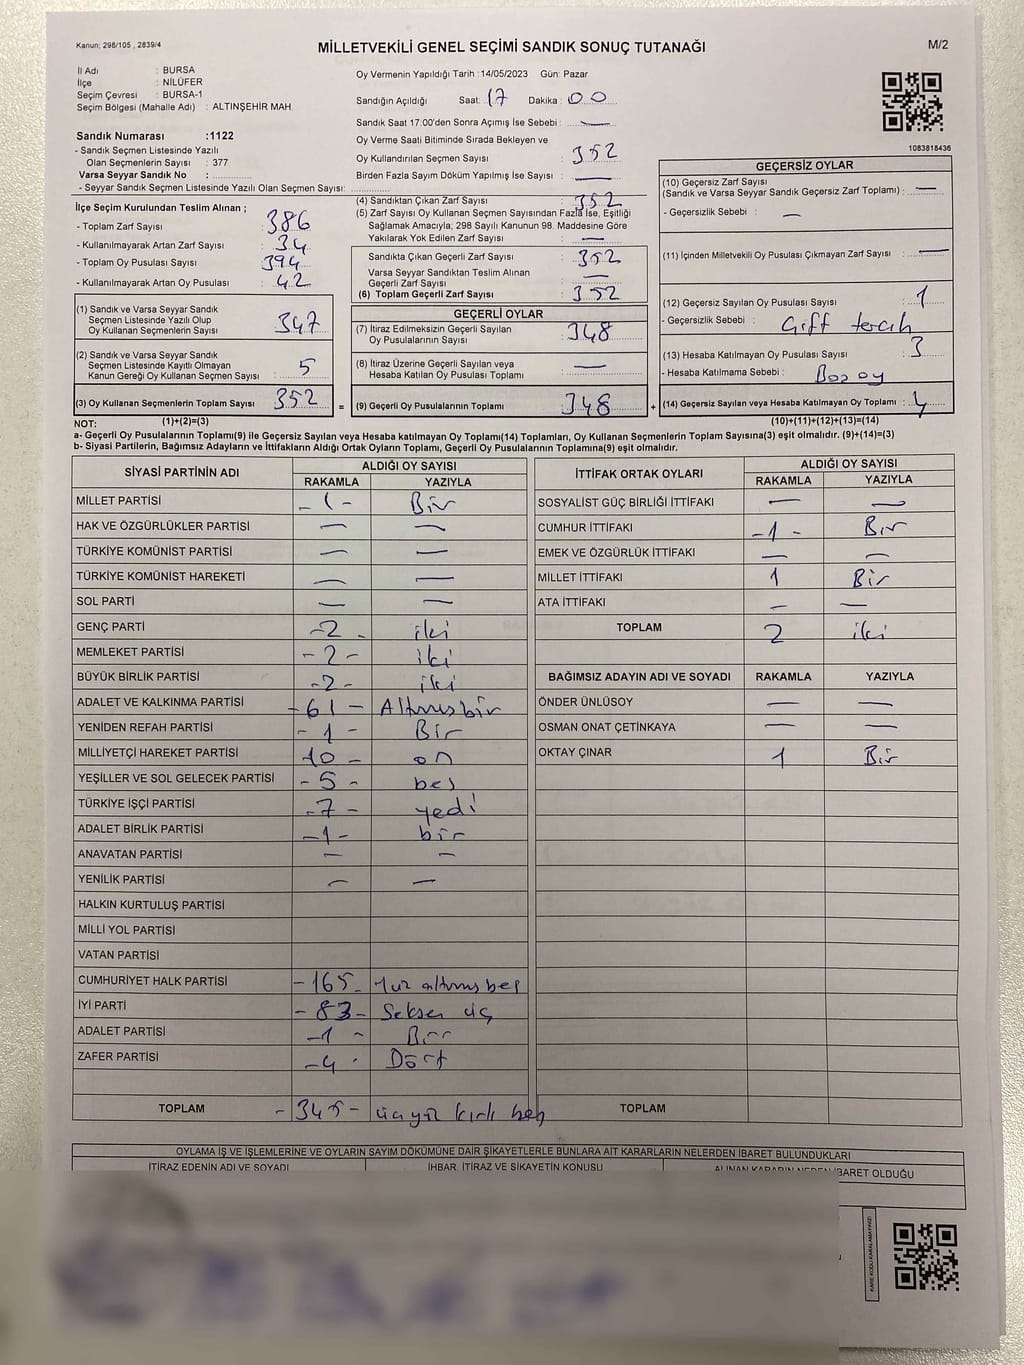 Kanun: 298/105 , 2839/4
MİLLETVEKİLİ GENEL SEÇİMİ SANDIK SONUÇ TUTANAĞI
M/2
İl Adı : BURSA
İlçe : NİLÜFER
Seçim Çevresi : BURSA-1
Seçim Bölgesi (Mahalle Adı) : ALTINŞEHİR MAH.
Sandık Numarası :1122
- Sandık Seçmen Listesinde Yazılı
Olan Seçmenlerin Sayısı : 377
Varsa Seyyar Sandık No :
- Seyyar Sandık Seçmen Listesinde Yazılı Olan Seçmen Sayısı:
Oy Vermenin Yapıldığı Tarih :14/05/2023 Gün: Pazar
Sandığın Açıldığı Saat: 17 Dakika : 00
Sandık Saat 17:00'den Sonra Açımış İse Sebebi : —
Oy Verme Saati Bitiminde Sırada Bekleyen ve
Oy Kullandırılan Seçmen Sayısı : 352
Birden Fazla Sayım Döküm Yapılmış İse Sayısı : —
1083818436
İlçe Seçim Kurulundan Teslim Alınan ;
- Toplam Zarf Sayısı : 386
- Kullanılmayarak Artan Zarf Sayısı : 34
- Toplam Oy Pusulası Sayısı : 394
- Kullanılmayarak Artan Oy Pusulası : 42
(1) Sandık ve Varsa Seyyar Sandık
Seçmen Listesinde Yazılı Olup
Oy Kullanan Seçmenlerin Sayısı : 347
(2) Sandık ve Varsa Seyyar Sandık
Seçmen Listesinde Kayıtlı Olmayan
Kanun Gereği Oy Kullanan Seçmen Sayısı : 5
(3) Oy Kullanan Seçmenlerin Toplam Sayısı : 352
(4) Sandıktan Çıkan Zarf Sayısı : 352
(5) Zarf Sayısı Oy Kullanan Seçmen Sayısından Fazla İse, Eşitliği
Sağlamak Amacıyla; 298 Sayılı Kanunun 98. Maddesine Göre
Yakılarak Yok Edilen Zarf Sayısı : —
Sandıkta Çıkan Geçerli Zarf Sayısı : 352
Varsa Seyyar Sandıktan Teslim Alınan
Geçerli Zarf Sayısı : —
(6) Toplam Geçerli Zarf Sayısı : 352
GEÇERLİ OYLAR
(7) İtiraz Edilmeksizin Geçerli Sayılan
Oy Pusulalarının Sayısı : 348
(8) İtiraz Üzerine Geçerli Sayılan veya
Hesaba Katılan Oy Pusulası Toplamı : —
= (9) Geçerli Oy Pusulalarının Toplamı : 348 +
GEÇERSİZ OYLAR
(10) Geçersiz Zarf Sayısı
(Sandık ve Varsa Seyyar Sandık Geçersiz Zarf Toplamı) : —
- Geçersizlik Sebebi : —
(11) İçinden Milletvekili Oy Pusulası Çıkmayan Zarf Sayısı : —
(12) Geçersiz Sayılan Oy Pusulası Sayısı : 1
- Geçersizlik Sebebi : Çift tercih
(13) Hesaba Katılmayan Oy Pusulası Sayısı : 3
- Hesaba Katılmama Sebebi : Boş oy
(14) Geçersiz Sayılan veya Hesaba Katılmayan Oy Toplamı : 4
NOT: (1)+(2)=(3) (10)+(11)+(12)+(13)=(14)
a- Geçerli Oy Pusulalarının Toplamı(9) ile Geçersiz Sayılan veya Hesaba katılmayan Oy Toplamı(14) Toplamları, Oy Kullanan Seçmenlerin Toplam Sayısına(3) eşit olmalıdır. (9)+(14)=(3)
b- Siyasi Partilerin, Bağımsız Adayların ve İttifakların Aldığı Ortak Oyların Toplamı, Geçerli Oy Pusulalarının Toplamına(9) eşit olmalıdır.
SİYASİ PARTİNİN ADI ALDIĞI OY SAYISI
RAKAMLA YAZIYLA
MİLLET PARTİSİ -1- Bir
HAK VE ÖZGÜRLÜKLER PARTİSİ — —
TÜRKİYE KOMÜNİST PARTİSİ — —
TÜRKİYE KOMÜNİST HAREKETİ — —
SOL PARTİ — —
GENÇ PARTİ -2- iki
MEMLEKET PARTİSİ -2- iki
BÜYÜK BİRLİK PARTİSİ -2- iki
ADALET VE KALKINMA PARTİSİ -61- Altmışbir
YENİDEN REFAH PARTİSİ -1- Bir
MİLLİYETÇİ HAREKET PARTİSİ -10- on
YEŞİLLER VE SOL GELECEK PARTİSİ -5- beş
TÜRKİYE İŞÇİ PARTİSİ -7- yedi
ADALET BİRLİK PARTİSİ -1- bir
ANAVATAN PARTİSİ — —
YENİLİK PARTİSİ — —
HALKIN KURTULUŞ PARTİSİ
MİLLİ YOL PARTİSİ
VATAN PARTİSİ
CUMHURİYET HALK PARTİSİ -165- Yüz altmış beş
İYİ PARTİ -83- Seksen üç
ADALET PARTİSİ -1- Bir
ZAFER PARTİSİ -4- Dört
TOPLAM -345- üçyüz kırk beş
İTTİFAK ORTAK OYLARI ALDIĞI OY SAYISI
RAKAMLA YAZIYLA
SOSYALİST GÜÇ BİRLİĞİ İTTİFAKI — —
CUMHUR İTTİFAKI -1- Bir
EMEK VE ÖZGÜRLÜK İTTİFAKI — —
MİLLET İTTİFAKI 1 Bir
ATA İTTİFAKI — —
TOPLAM 2 iki
BAĞIMSIZ ADAYIN ADI VE SOYADI RAKAMLA YAZIYLA
ÖNDER ÜNLÜSOY — —
OSMAN ONAT ÇETİNKAYA — —
OKTAY ÇINAR 1 Bir
TOPLAM
OYLAMA İŞ VE İŞLEMLERİNE VE OYLARIN SAYIM DÖKÜMÜNE DAİR ŞİKAYETLERLE BUNLARA AİT KARARLARIN NELERDEN İBARET BULUNDUKLARI
İTİRAZ EDENİN ADI VE SOYADI İHBAR, İTİRAZ VE ŞİKAYETİN KONUSU ALINAN KARARIN NEDEN İBARET OLDUĞU
KARE KODU KARALAMAYINIZ!